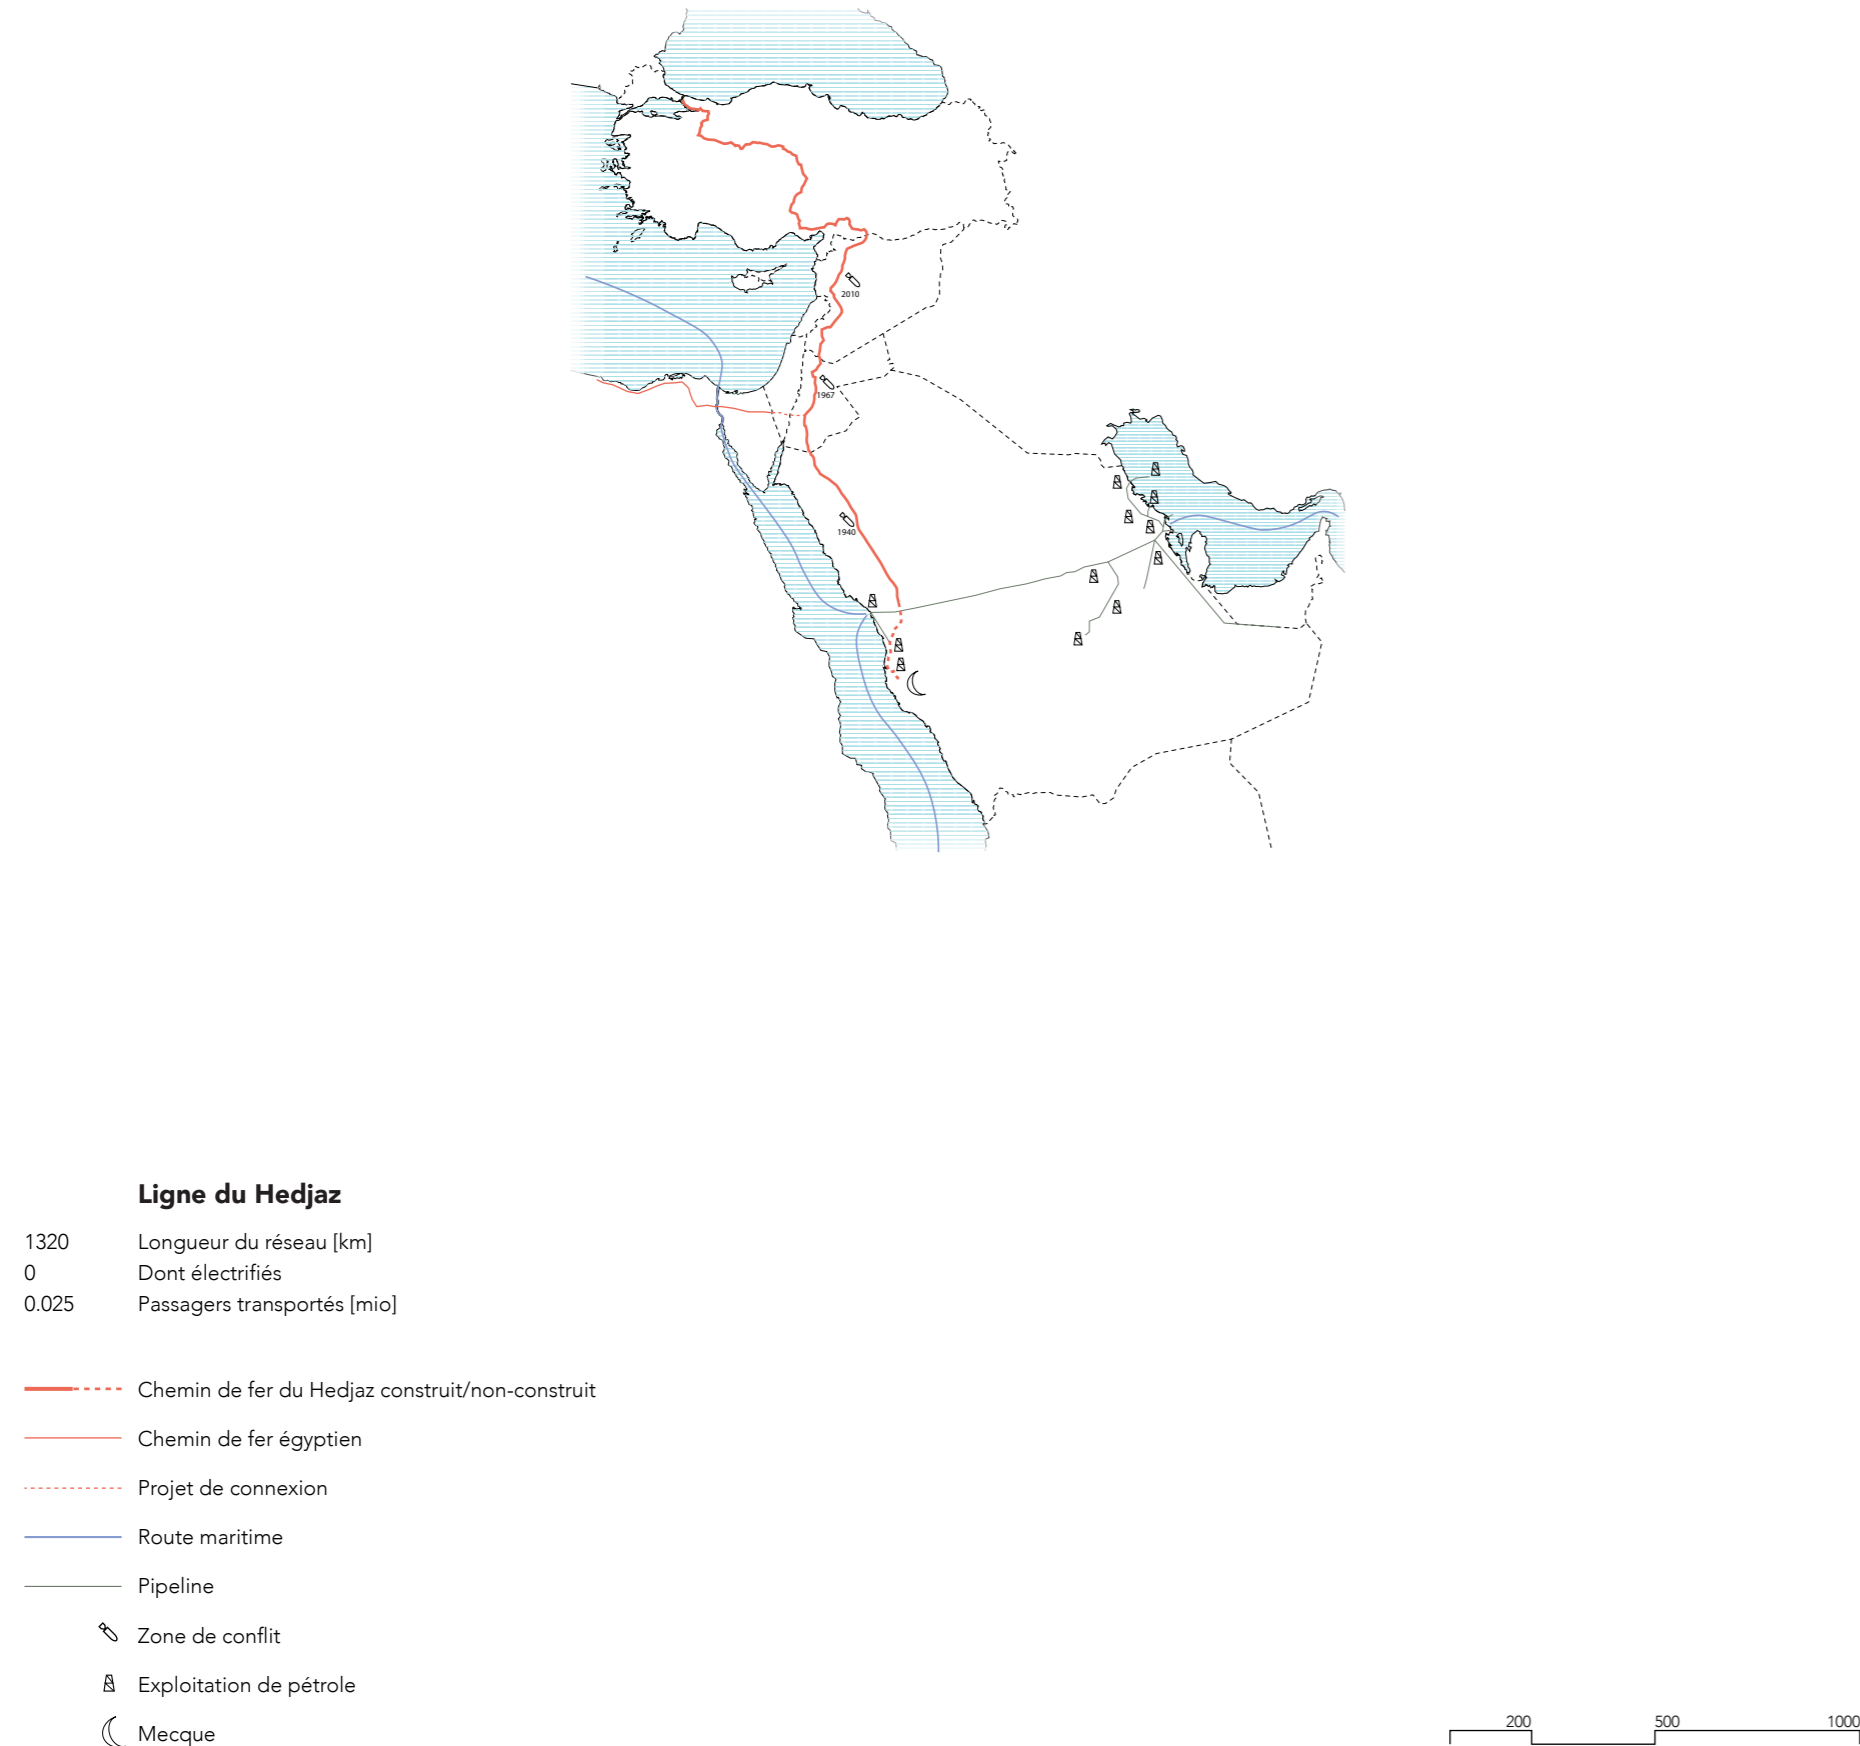 2010
1967
1940
Ligne du Hedjaz
1320 Longueur du réseau [km]
0 Dont électrifiés
0.025 Passagers transportés [mio]
Chemin de fer du Hedjaz construit/non-construit
Chemin de fer égyptien
Projet de connexion
Route maritime
Pipeline
Zone de conflit
Exploitation de pétrole
Mecque
200 500 1000